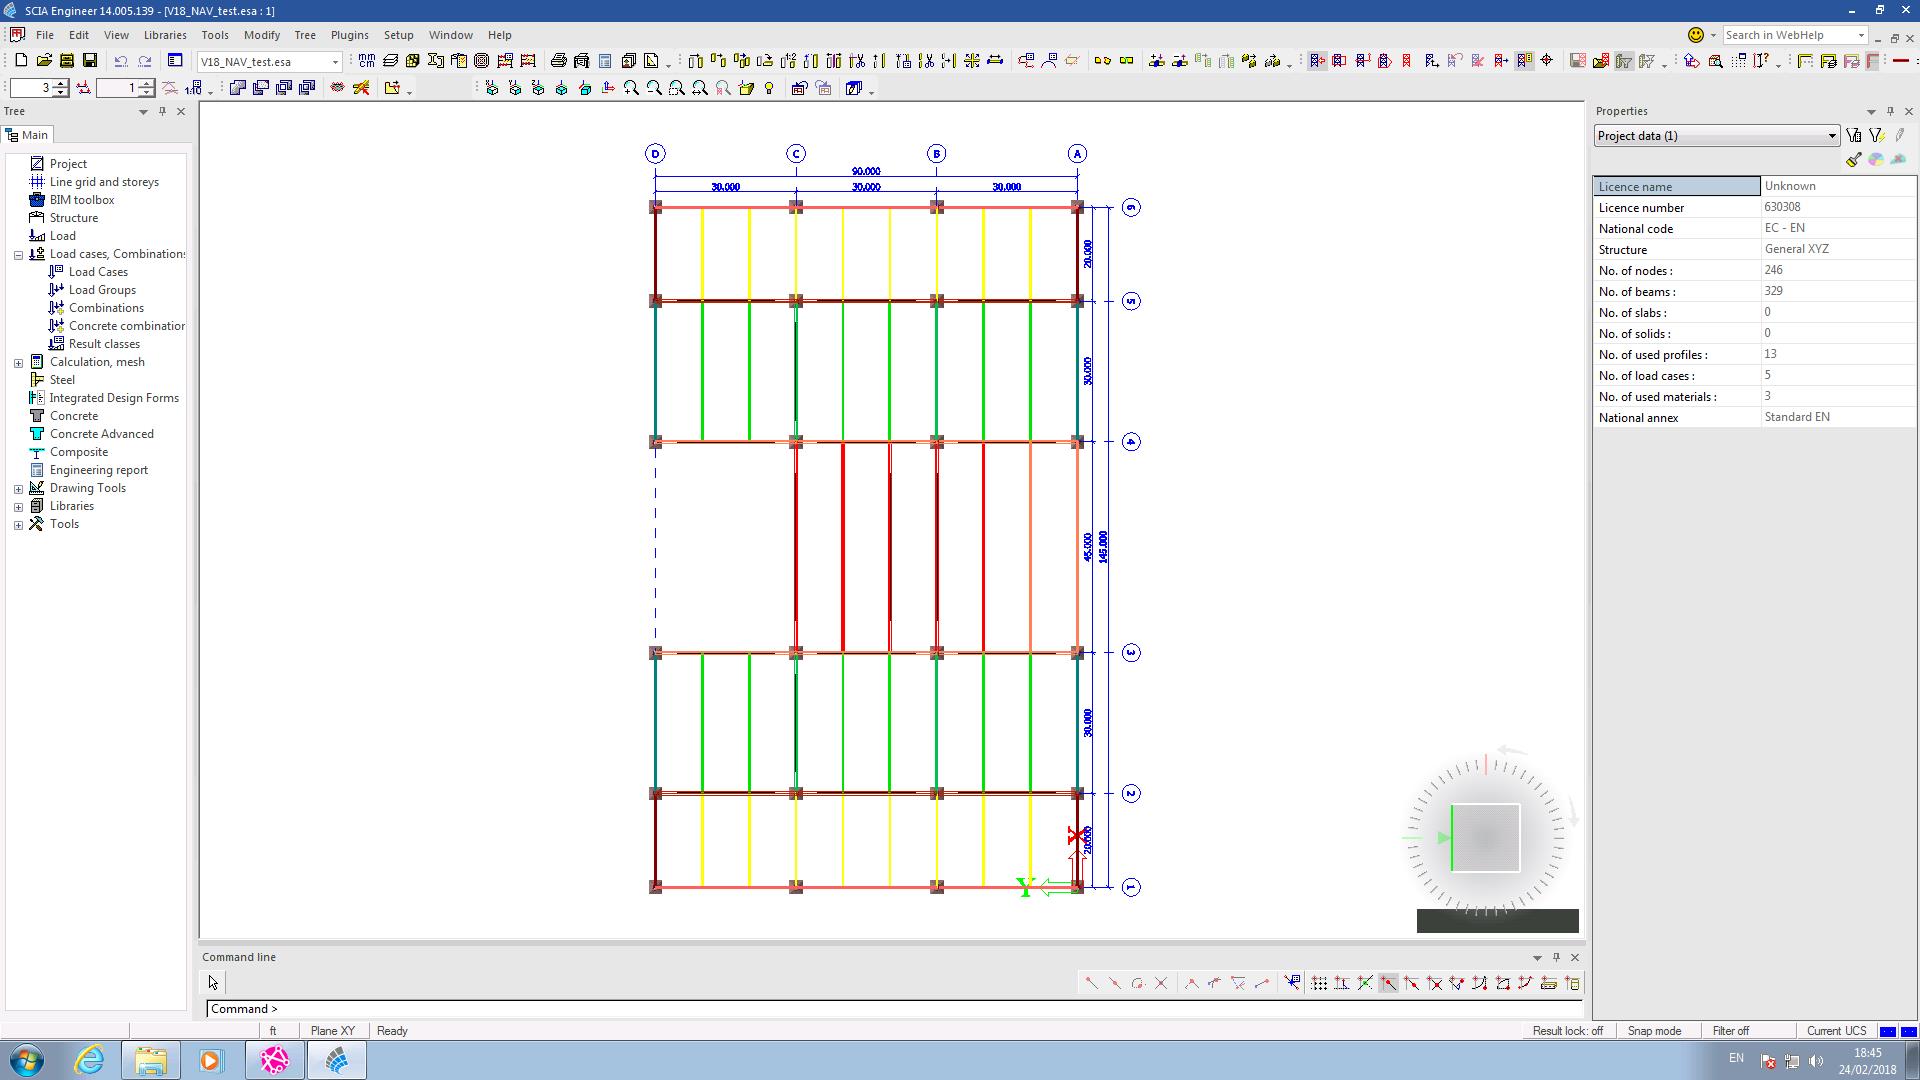 SCIA Engineer 14.005.139 - [V18_NAV_test.esa : 1]
File Edit View Libraries Tools Modify Tree Plugins Setup Window Help
Search in WebHelp
V18_NAV_test.esa
3
1
Tree
Main
Project
Line grid and storeys
BIM toolbox
Structure
Load
Load cases, Combinations
Load Cases
Load Groups
Combinations
Concrete combinatior
Result classes
Calculation, mesh
Steel
Integrated Design Forms
Concrete
Concrete Advanced
Composite
Engineering report
Drawing Tools
Libraries
Tools
D C B A
90.000
30.000 30.000 30.000
6
20.000
5
30.000
4
45.000
145.000
3
30.000
2
20.000
X
Y
1
Properties
Project data (1)
Licence name Unknown
Licence number 630308
National code EC - EN
Structure General XYZ
No. of nodes : 246
No. of beams : 329
No. of slabs : 0
No. of solids : 0
No. of used profiles : 13
No. of load cases : 5
No. of used materials : 3
National annex Standard EN
Command line
Command >
ft Plane XY Ready
Result lock: off Snap mode Filter off Current UCS
EN
18:45
24/02/2018